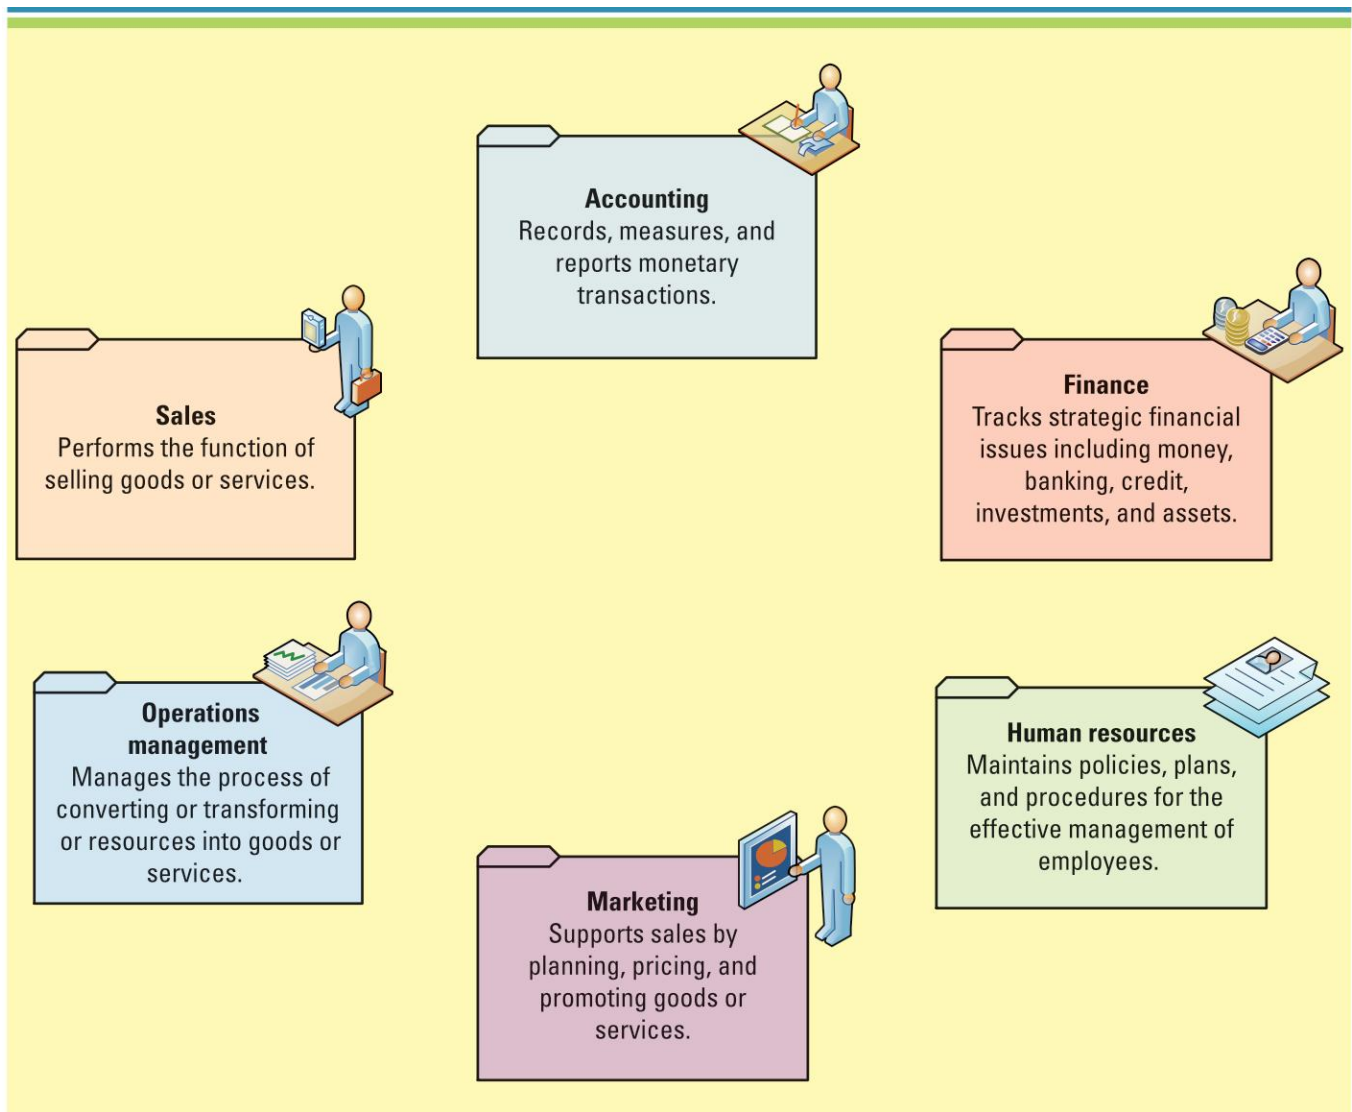 Accounting
Records, measures, and
reports monetary
transactions.
Sales
Performs the function of
selling goods or services.
Finance
Tracks strategic financial
issues including money,
banking, credit,
investments, and assets.
Operations
management
Manages the process of
converting or transforming
or resources into goods or
services.
Human resources
Maintains policies, plans,
and procedures for the
effective management of
employees.
Marketing
Supports sales by
planning, pricing, and
promoting goods or
services.